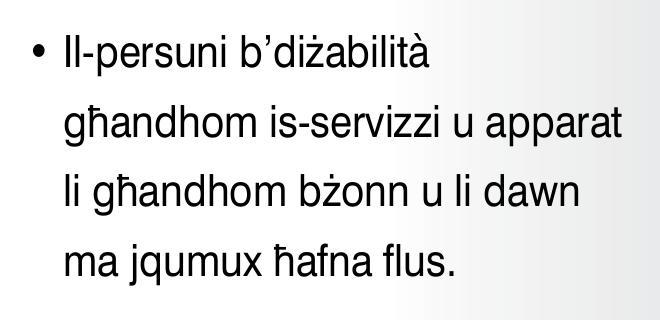 • Il-persuni b’diżabilità
għandhom is-servizzi u apparat
li għandhom bżonn u li dawn
ma jqumux ħafna flus.